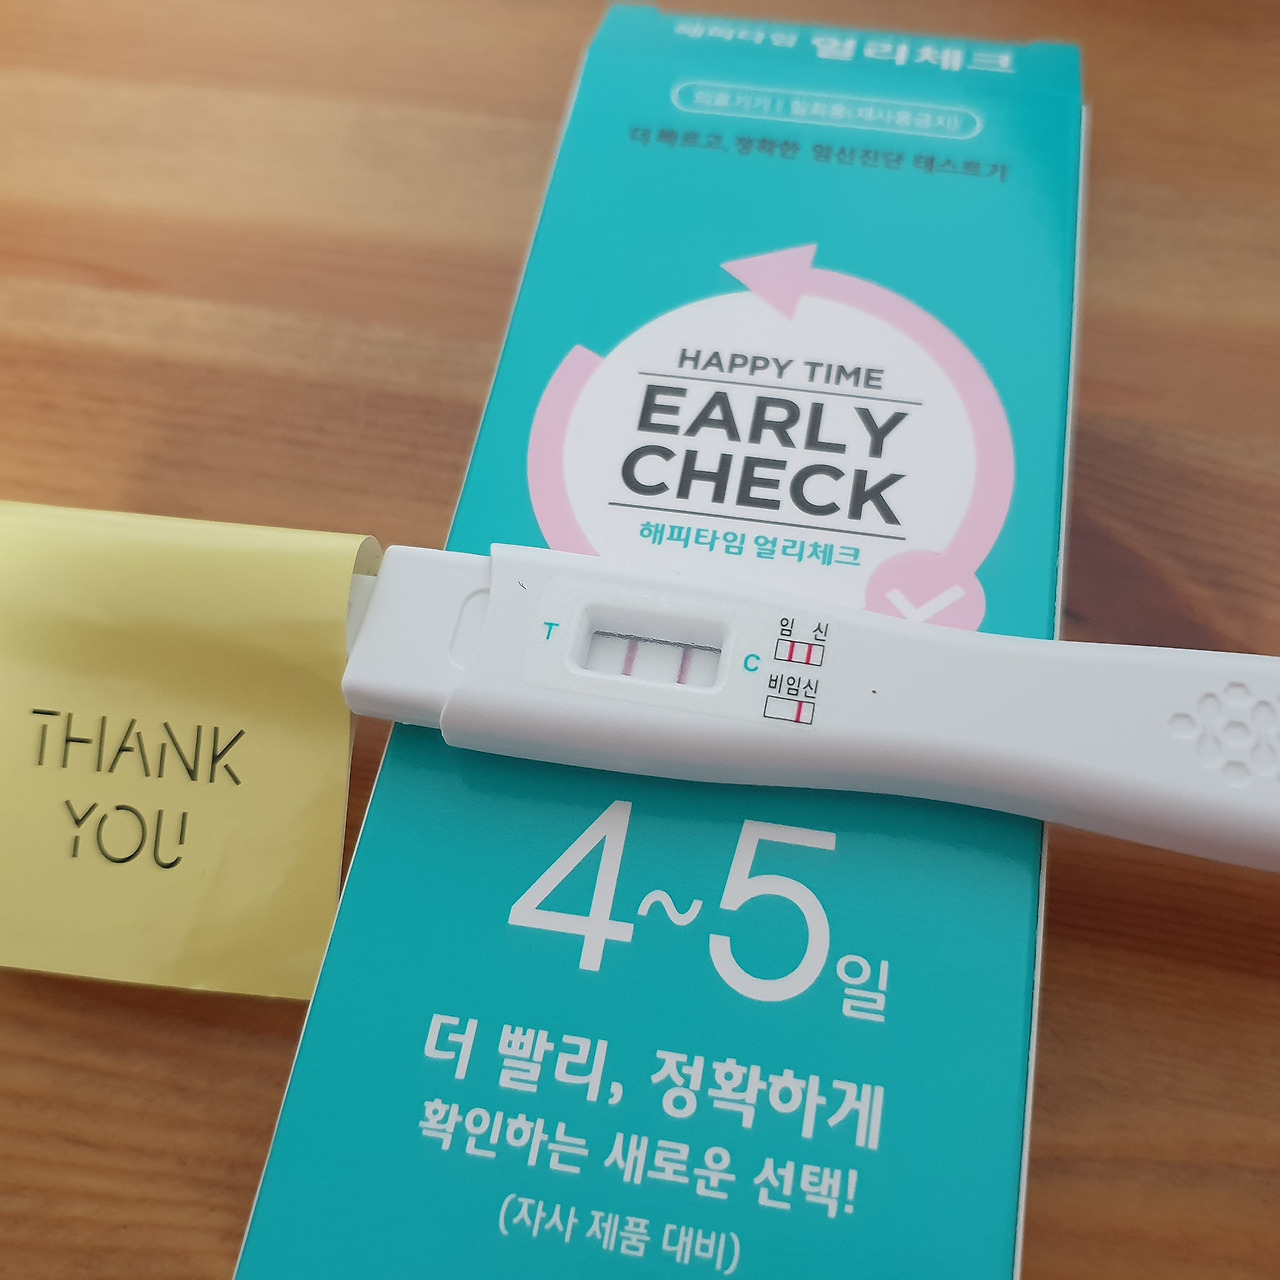 해피타임 얼리체크
의료기기 | 일회용(재사용금지)
더 빠르고, 정확한 임신진단 테스트기
HAPPY TIME
EARLY
CHECK
해피타임 얼리체크
T
C
임 신
비임신
THANK
YOU
4~5일
더 빨리, 정확하게
확인하는 새로운 선택!
(자사 제품 대비)